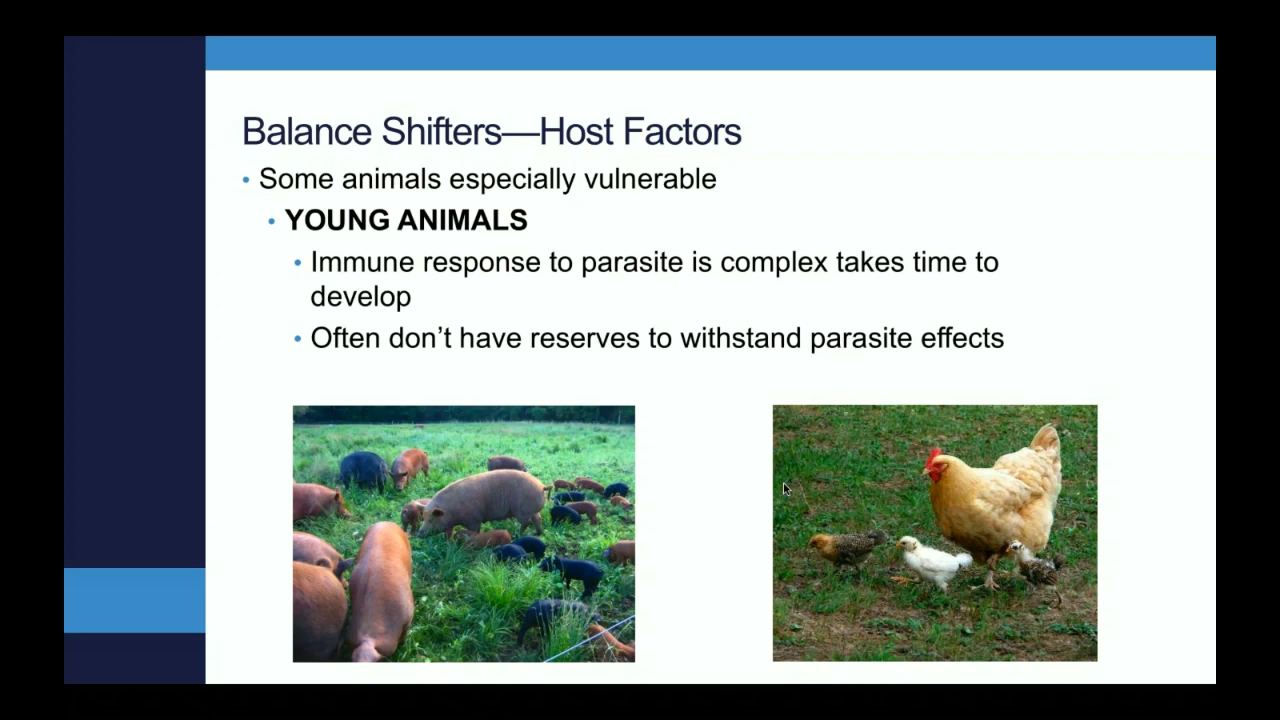 Balance Shifters—Host Factors
• Some animals especially vulnerable
• YOUNG ANIMALS
• Immune response to parasite is complex takes time to
develop
• Often don’t have reserves to withstand parasite effects